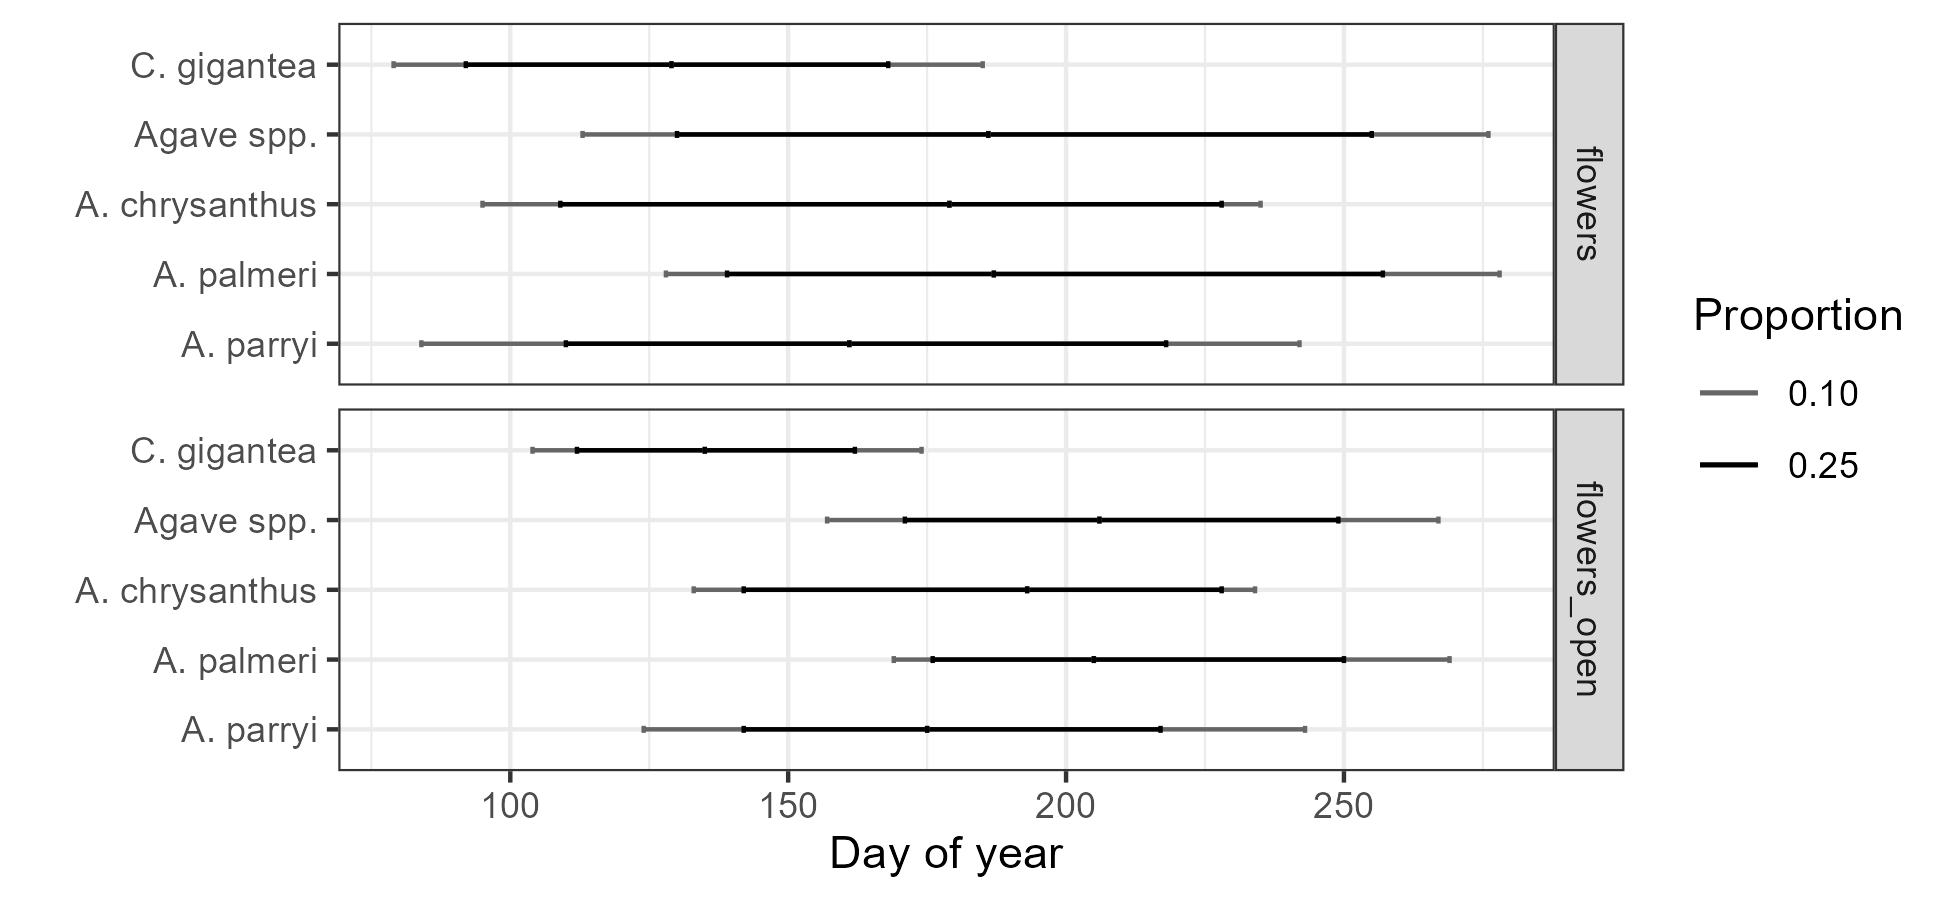 C. gigantea
Agave spp.
A. chrysanthus
A. palmeri
A. parryi
flowers
C. gigantea
Agave spp.
A. chrysanthus
A. palmeri
A. parryi
flowers_open
100 150 200 250
Day of year
Proportion
0.10
0.25